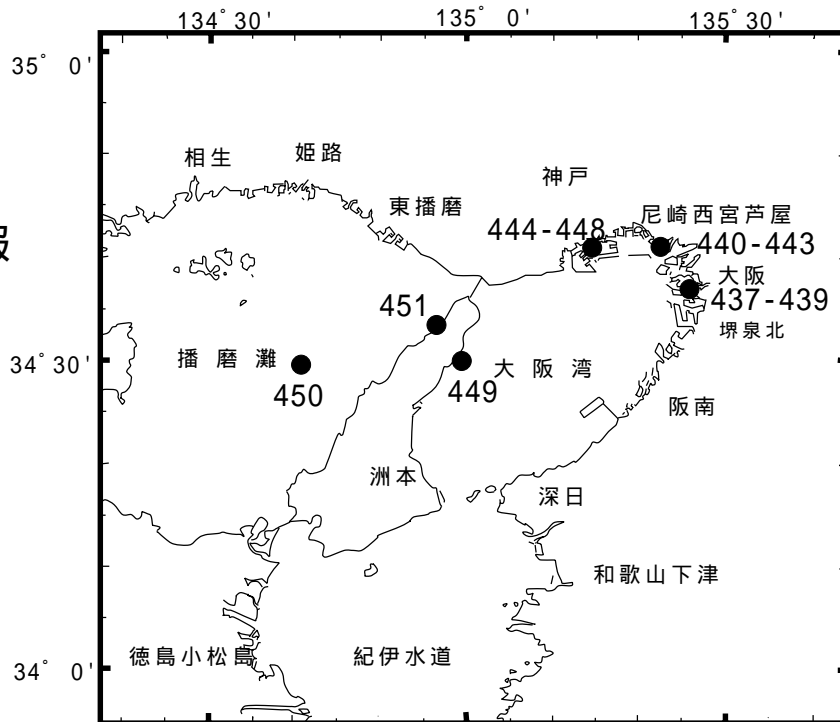 134° 30'
135° 0'
135° 30'
35° 0'
相生
姫路
神戸
東播磨
尼崎西宮芦屋
444-448
440-443
報
大阪
437-439
451
堺泉北
34° 30'
播磨灘
大阪湾
450
449
阪南
洲本
深日
和歌山下津
徳島小松島
紀伊水道
34° 0'